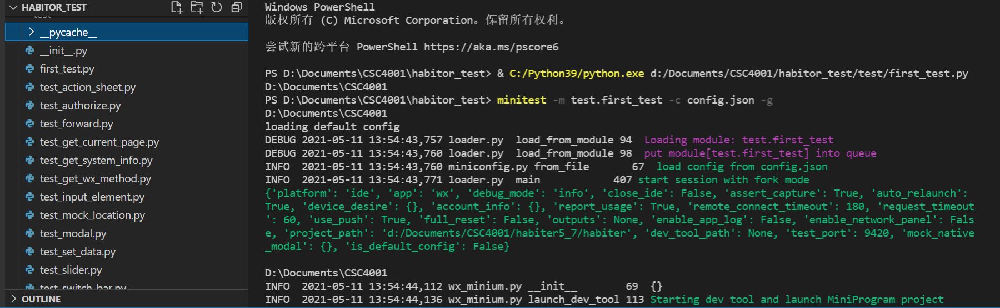 HABITOR_TEST
test
__pycache__
__init__.py
first_test.py
test_action_sheet.py
test_authorize.py
test_forward.py
test_get_current_page.py
test_get_system_info.py
test_get_wx_method.py
test_input_element.py
test_mock_location.py
test_modal.py
test_set_data.py
test_slider.py
test_switch_bar.py
OUTLINE
Windows PowerShell
版权所有 (C) Microsoft Corporation。保留所有权利。
尝试新的跨平台 PowerShell https://aka.ms/pscore6
PS D:\Documents\CSC4001\habitor_test> & C:/Python39/python.exe d:/Documents/CSC4001/habitor_test/test/first_test.py
D:\Documents\CSC4001
PS D:\Documents\CSC4001\habitor_test> minitest -m test.first_test -c config.json -g
D:\Documents\CSC4001
loading default config
DEBUG 2021-05-11 13:54:43,757 loader.py  load_from_module 94  Loading module: test.first_test
DEBUG 2021-05-11 13:54:43,760 loader.py  load_from_module 98  put module[test.first_test] into queue
INFO  2021-05-11 13:54:43,760 miniconfig.py from_file       67  load config from config.json
INFO  2021-05-11 13:54:43,771 loader.py  main            407 start session with fork mode
{'platform': 'ide', 'app': 'wx', 'debug_mode': 'info', 'close_ide': False, 'assert_capture': True, 'auto_relaunch':
True, 'device_desire': {}, 'account_info': {}, 'report_usage': True, 'remote_connect_timeout': 180, 'request_timeout
': 60, 'use_push': True, 'full_reset': False, 'outputs': None, 'enable_app_log': False, 'enable_network_panel': Fals
e, 'project_path': 'd:/Documents/CSC4001/habiter5_7/habiter', 'dev_tool_path': None, 'test_port': 9420, 'mock_native
_modal': {}, 'is_default_config': False}
D:\Documents\CSC4001
INFO  2021-05-11 13:54:44,112 wx_minium.py __init__        69  {}
INFO  2021-05-11 13:54:44,136 wx_minium.py launch_dev_tool 113 Starting dev tool and launch MiniProgram project